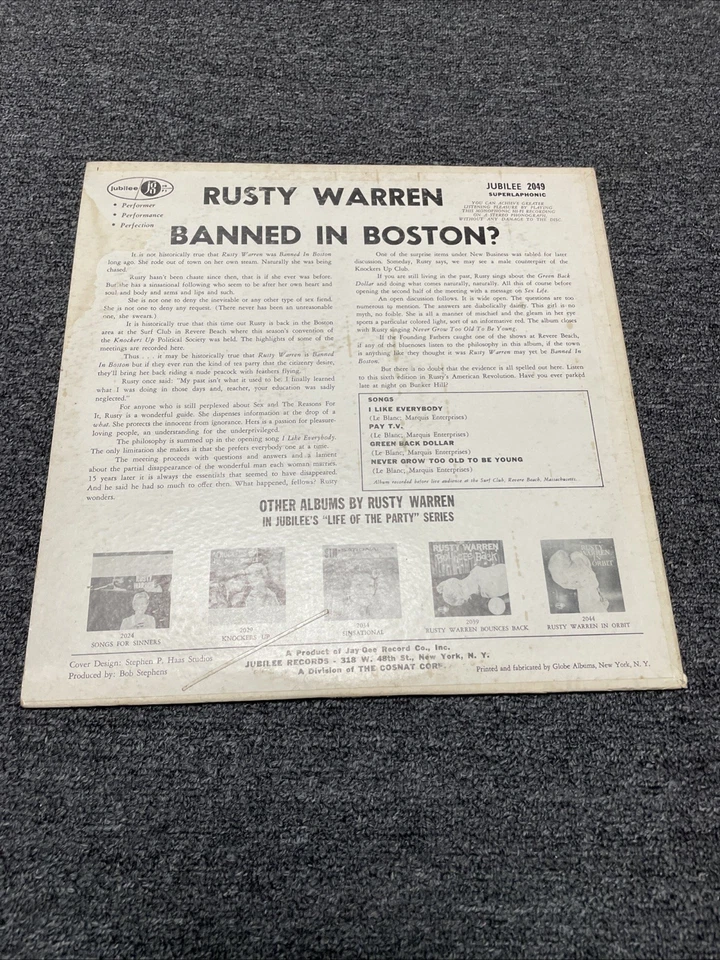 jubilee
• Performer
• Performance
• Perfection
RUSTY WARREN
BANNED IN BOSTON?
JUBILEE 2049
SUPERLAPHONIC
YOU CAN ACHIEVE GREATER
LISTENING PLEASURE BY PLAYING
THIS MONOPHONIC HI-FI RECORDING
ON A STEREO PHONOGRAPH,
WITHOUT ANY DAMAGE TO THE DISC.
It is not historically true that Rusty Warren was Banned In Boston
long ago. She rode out of town on her own steam. Naturally she was being
chased.
Rusty hasn't been chaste since then, that is if she ever was before.
But she has a sinsational following who seem to be after her own heart and
soul and body and arms and lips and such.
She is not one to deny the inevitable or any other type of sex fiend.
She is not one to deny any request. (There never has been an unreasonable
one, she swears.)
It is historically true that this time out Rusty is back in the Boston
area at the Surf Club in Revere Beach where this season's convention of
the Knockers Up Political Society was held. The highlights of some of the
meetings are recorded here.
Thus . . . it may be historically true that Rusty Warren is Banned
In Boston but if they ever run the kind of tea party that the citizenry desire,
they'll bring her back riding a nude peacock with feathers flying.
Rusty once said: "My past isn't what it used to be. I finally learned
what I was doing in those days and, teacher, your education was sadly
neglected."
For anyone who is still perplexed about Sex and The Reasons For
It, Rusty is a wonderful guide. She dispenses information at the drop of a
what. She protects the innocent from ignorance. Hers is a passion for pleasure-
loving people, an understanding for the underprivileged.
The philosophy is summed up in the opening song I Like Everybody.
The only limitation she makes is that she prefers everybody one at a time.
The meeting proceeds with questions and answers and a lament
about the partial disappearance of the wonderful man each woman marries.
15 years later it is always the essentials that seemed to have disappeared.
And he said he had so much to offer then. What happened, fellows? Rusty
wonders.
One of the surprise items under New Business was tabled for later
discussion. Someday, Rusty says, we may see a male counterpart of the
Knockers Up Club.
If you are still living in the past, Rusty sings about the Green Back
Dollar and doing what comes naturally, naturally. All this of course before
opening the second half of the meeting with a message on Sex Life.
An open discussion follows. It is wide open. The questions are too
numerous to mention. The answers are diabolically dainty. This girl is no
myth, no foible. She is all a manner of mischief and the gleam in her eye
sports a particular colored light, sort of an informative red. The album closes
with Rusty singing Never Grow Too Old To Be Young.
If the Founding Fathers caught one of the shows at Revere Beach,
if any of the bluenoses listen to the philosophy in this album, if the town
is anything like they thought it was Rusty Warren may yet be Banned In
Boston.
But there is no doubt that the evidence is all spelled out here. Listen
to this sixth edition in Rusty's American Revolution. Have you ever parked
late at night on Bunker Hill?
SONGS
I LIKE EVERYBODY
(Le Blanc; Marquis Enterprises)
PAY T.V.
(Le Blanc; Marquis Enterprises)
GREEN BACK DOLLAR
(Le Blanc; Marquis Enterprises)
NEVER GROW TOO OLD TO BE YOUNG
(Le Blanc; Marquis Enterprises)
Album recorded before live audience at the Surf Club, Revere Beach, Massachusetts.
OTHER ALBUMS BY RUSTY WARREN
IN JUBILEE'S "LIFE OF THE PARTY" SERIES
RUSTY WARREN
2024
SONGS FOR SINNERS
2029
KNOCKERS UP
2034
SINSATIONAL
2039
RUSTY WARREN BOUNCES BACK
2044
RUSTY WARREN IN ORBIT
Cover Design: Stephen P. Haas Studios
Produced by: Bob Stephens
A Product of Jay-Gee Record Co., Inc.
JUBILEE RECORDS - 318 W. 48th St., New York, N. Y.
A Division of THE COSNAT CORP.
Printed and fabricated by Globe Albums, New York, N. Y.